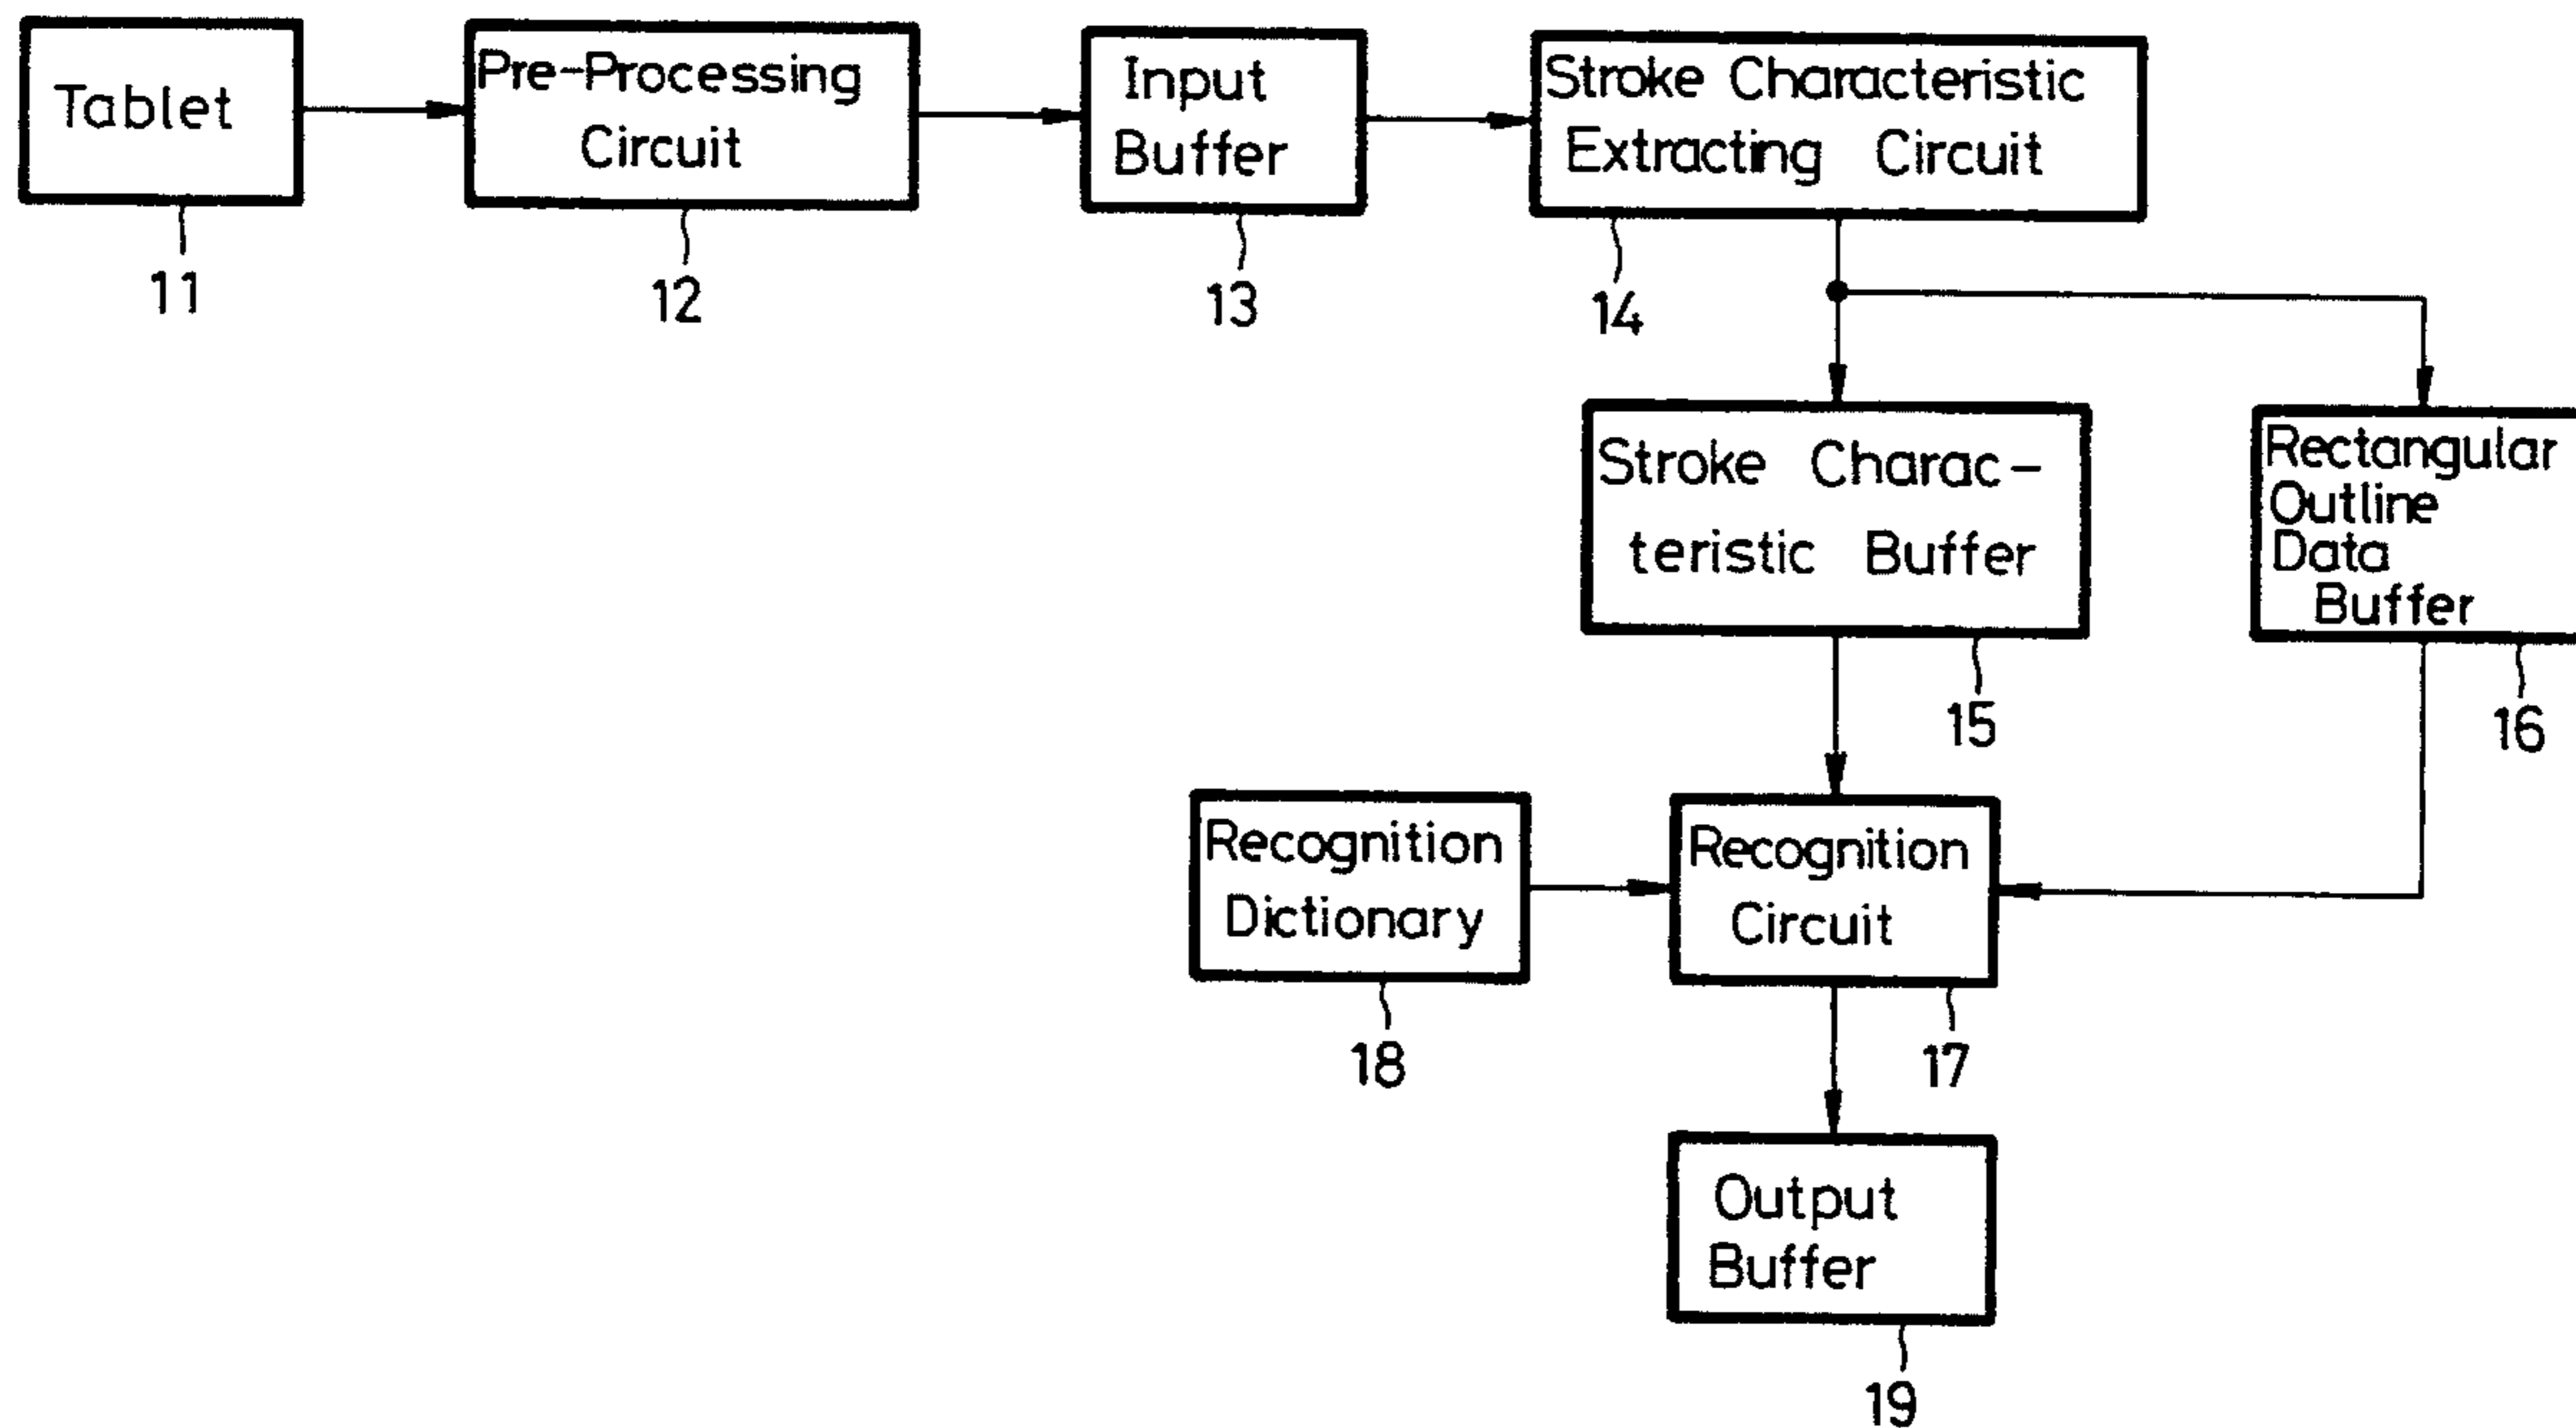 Tablet
11
Pre-Processing
Circuit
12
Input
Buffer
13
Stroke Characteristic
Extracting Circuit
14
Stroke Charac-
teristic Buffer
15
Rectangular
Outline
Data
Buffer
16
Recognition
Dictionary
18
Recognition
Circuit
17
Output
Buffer
19